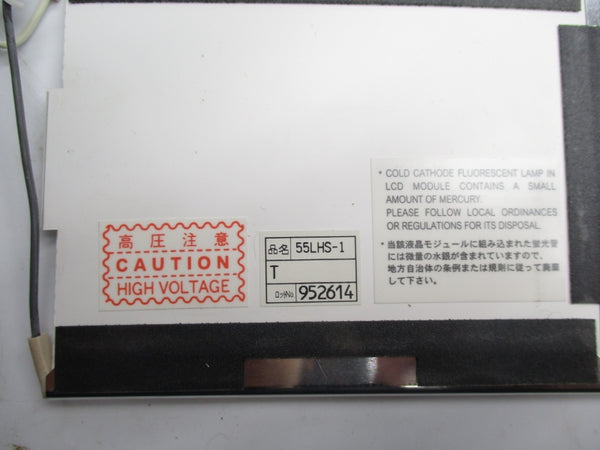 高圧注意
CAUTION
HIGH VOLTAGE
品名 55LHS-1
T
ロットNo 952614
* COLD CATHODE FLUORESCENT LAMP IN
LCD MODULE CONTAINS A SMALL
AMOUNT OF MERCURY.
PLEASE FOLLOW LOCAL ORDINANCES
OR REGULATIONS FOR ITS DISPOSAL.
* 当該液晶モジュールに組み込まれた蛍光管
には微量の水銀が含まれていますので、
地方自治体の条例または規則に従って廃棄
して下さい。